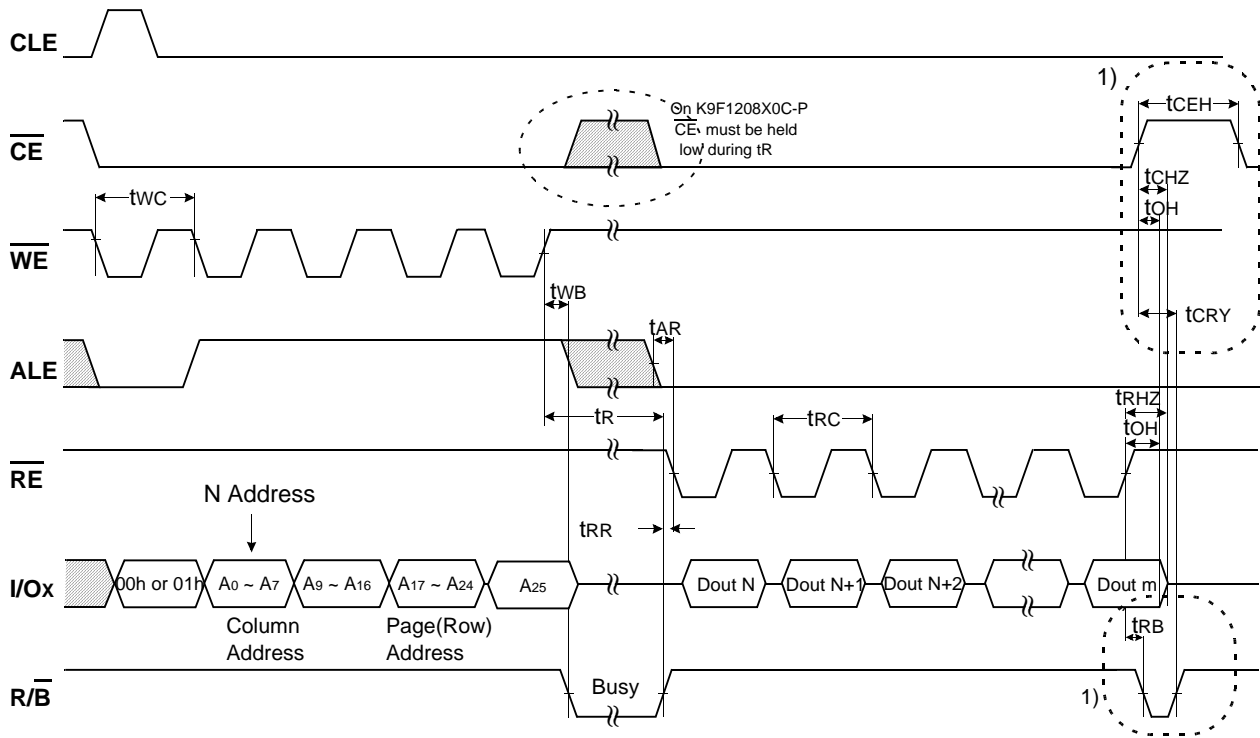 CLE
1)
tCEH
On K9F1208X0C-P
CE must be held
low during tR
CE
tCHZ
tOH
tWC
WE
tWB
tCRY
tAR
ALE
tR
tRC
tRHZ
tOH
RE
N Address
tRR
I/Ox
00h or 01h
A0 ~ A7
A9 ~ A16
A17 ~ A24
A25
Dout N
Dout N+1
Dout N+2
Dout m
Column
Address
Page(Row)
Address
tRB
R/B
Busy
1)